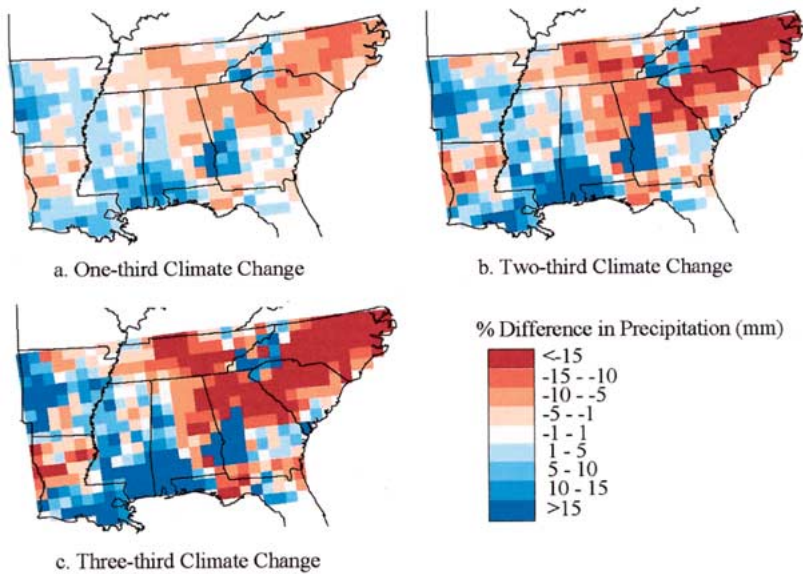 a. One-third Climate Change
b. Two-third Climate Change
c. Three-third Climate Change
% Difference in Precipitation (mm)
<-15
-15 - -10
-10 - -5
-5 - -1
-1 - 1
1 - 5
5 - 10
10 - 15
>15